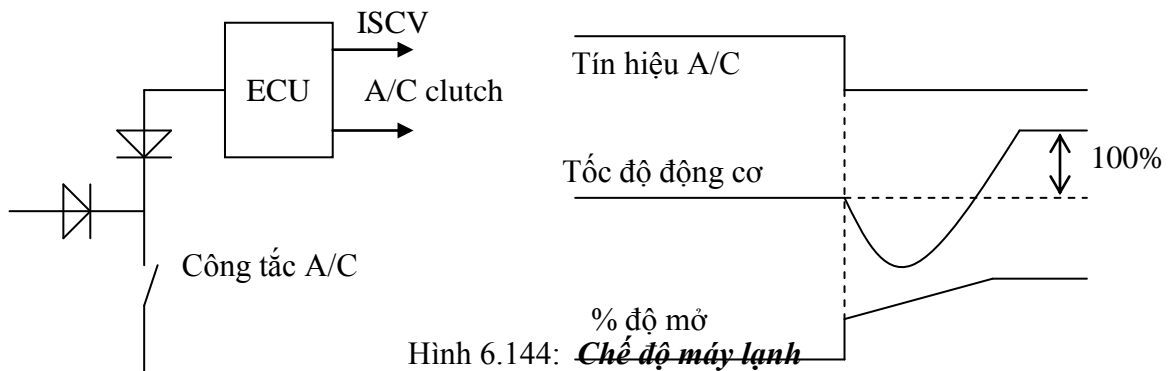 ISCV
ECU
A/C clutch
Công tắc A/C
Tín hiệu A/C
Tốc độ động cơ
100%
% độ mở
Hình 6.144: Chế độ máy lạnh